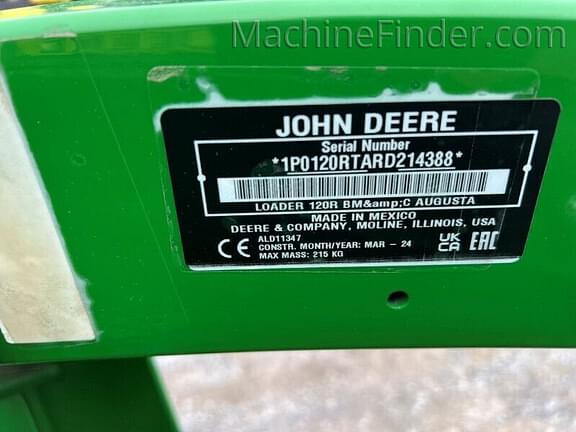 MachineFinder.com
JOHN DEERE
Serial Number
*1P0120RTARD214388*
LOADER 120R BM&amp;C AUGUSTA
MADE IN MEXICO
DEERE & COMPANY, MOLINE, ILLINOIS, USA
ALD11347
CONSTR. MONTH/YEAR: MAR - 24
MAX MASS: 215 KG
CE
UK
CA
EAC